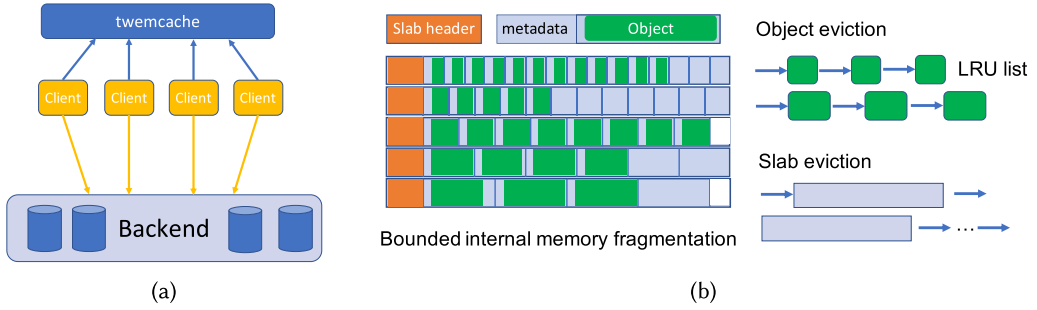 twemcache
Client Client Client Client
Backend
(a)
Slab header metadata Object
Bounded internal memory fragmentation
Object eviction
LRU list
Slab eviction
...
(b)